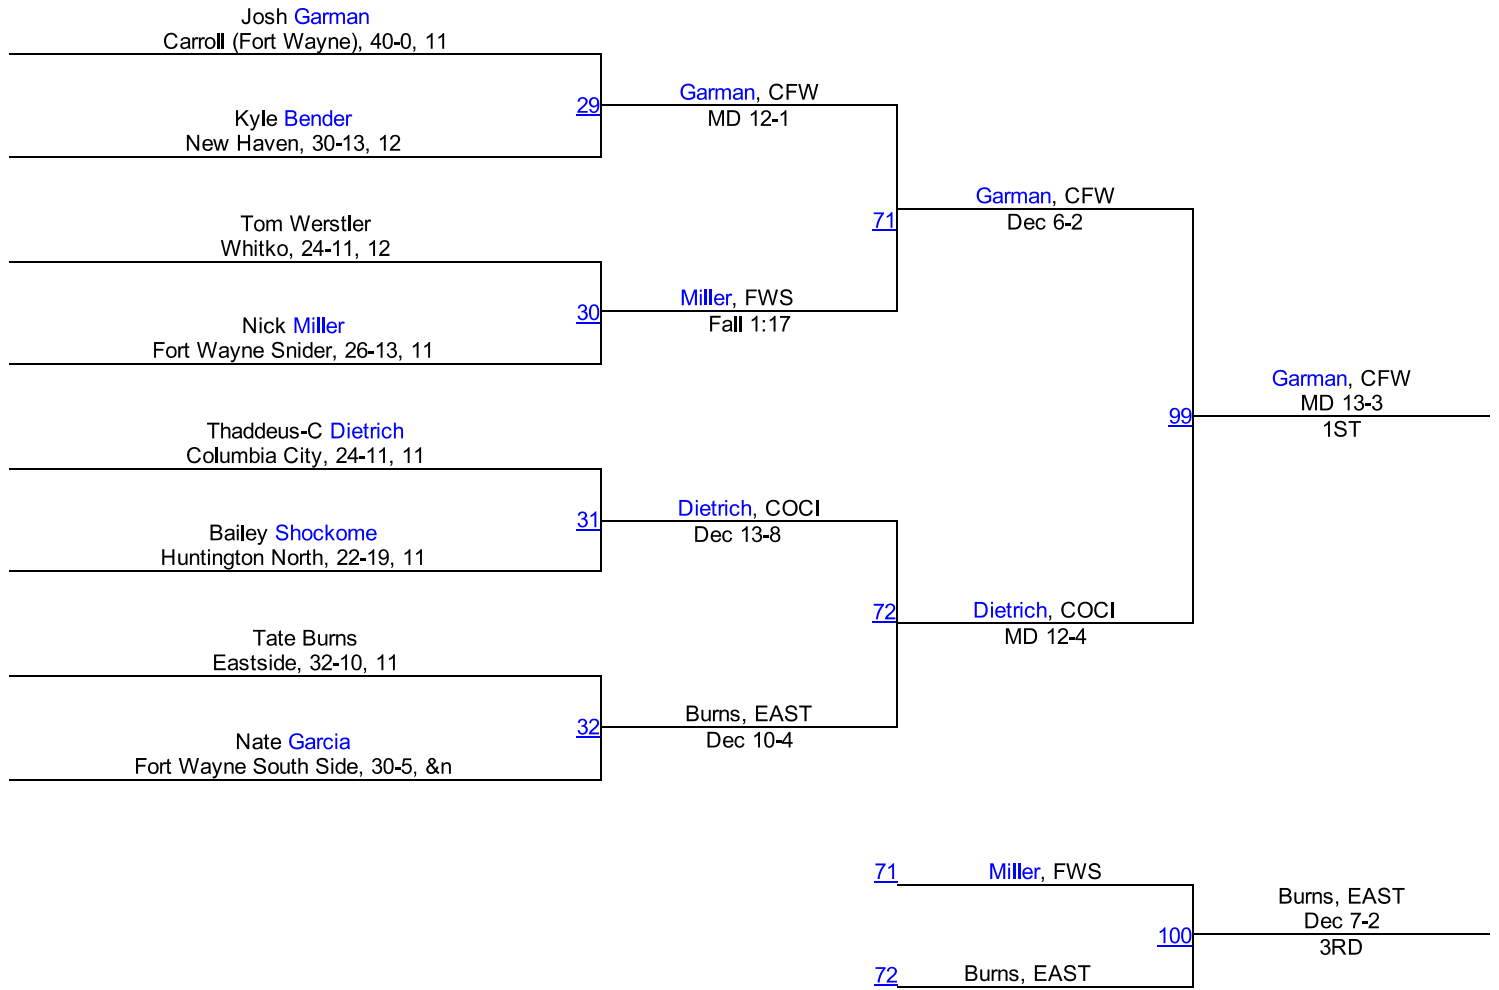 Josh Garman
Carroll (Fort Wayne), 40-0, 11
29
Garman, CFW
MD 12-1
Kyle Bender
New Haven, 30-13, 12
71
Garman, CFW
Dec 6-2
Tom Werstler
Whitko, 24-11, 12
30
Miller, FWS
Fall 1:17
Nick Miller
Fort Wayne Snider, 26-13, 11
99
Garman, CFW
MD 13-3
1ST
Thaddeus-C Dietrich
Columbia City, 24-11, 11
31
Dietrich, COCI
Dec 13-8
Bailey Shockome
Huntington North, 22-19, 11
72
Dietrich, COCI
MD 12-4
Tate Burns
Eastside, 32-10, 11
32
Burns, EAST
Dec 10-4
Nate Garcia
Fort Wayne South Side, 30-5, &n
71
Miller, FWS
100
Burns, EAST
Dec 7-2
3RD
72
Burns, EAST